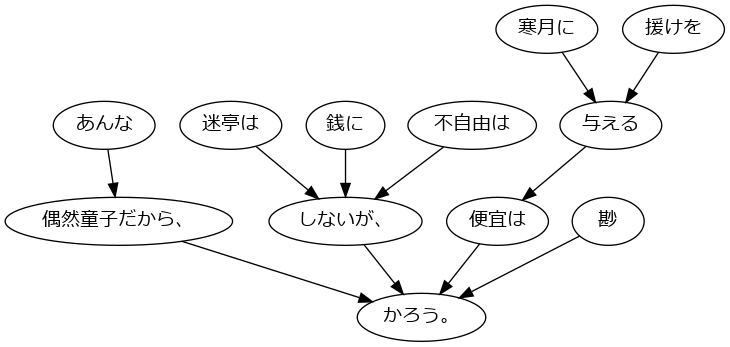 寒月に
援けを
あんな
迷亭は
銭に
不自由は
与える
偶然童子だから、
しないが、
便宜は
尠
かろう。